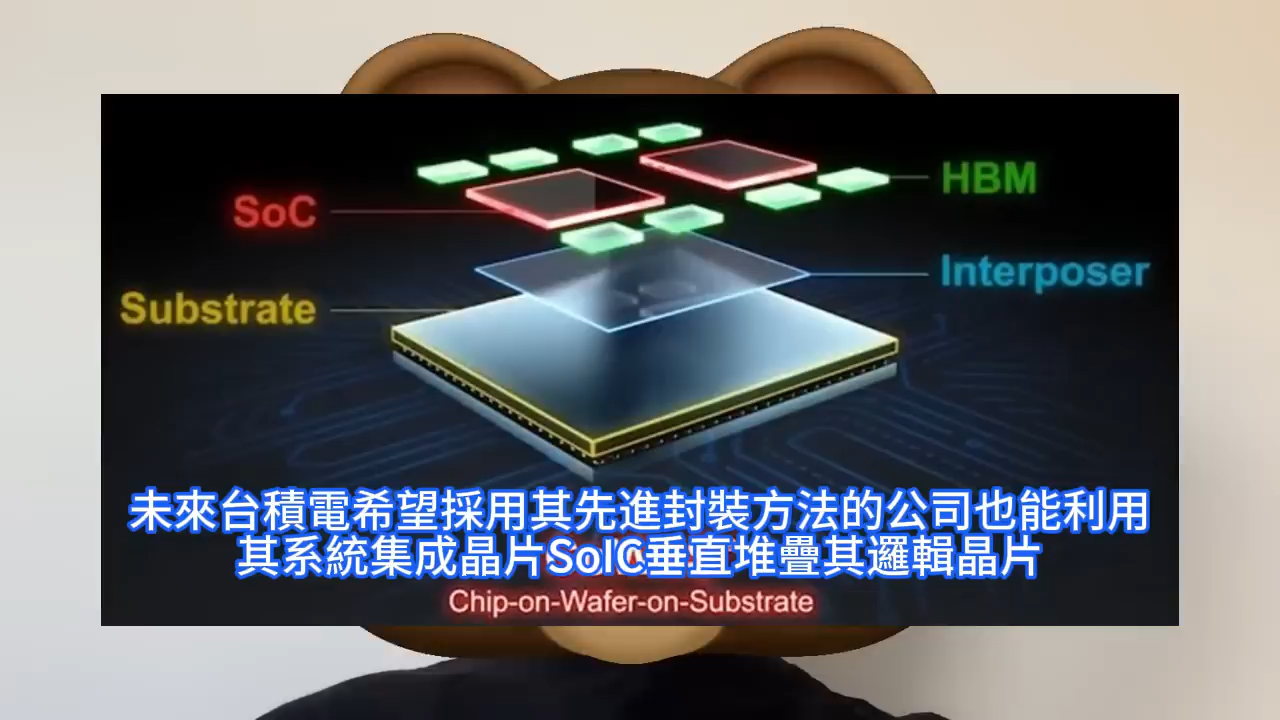 HBM
SoC
Interposer
Substrate
未來台積電希望採用其先進封裝方法的公司也能利用
其系統集成晶片SoIC垂直堆疊其邏輯晶片
Chip-on-Wafer-on-Substrate